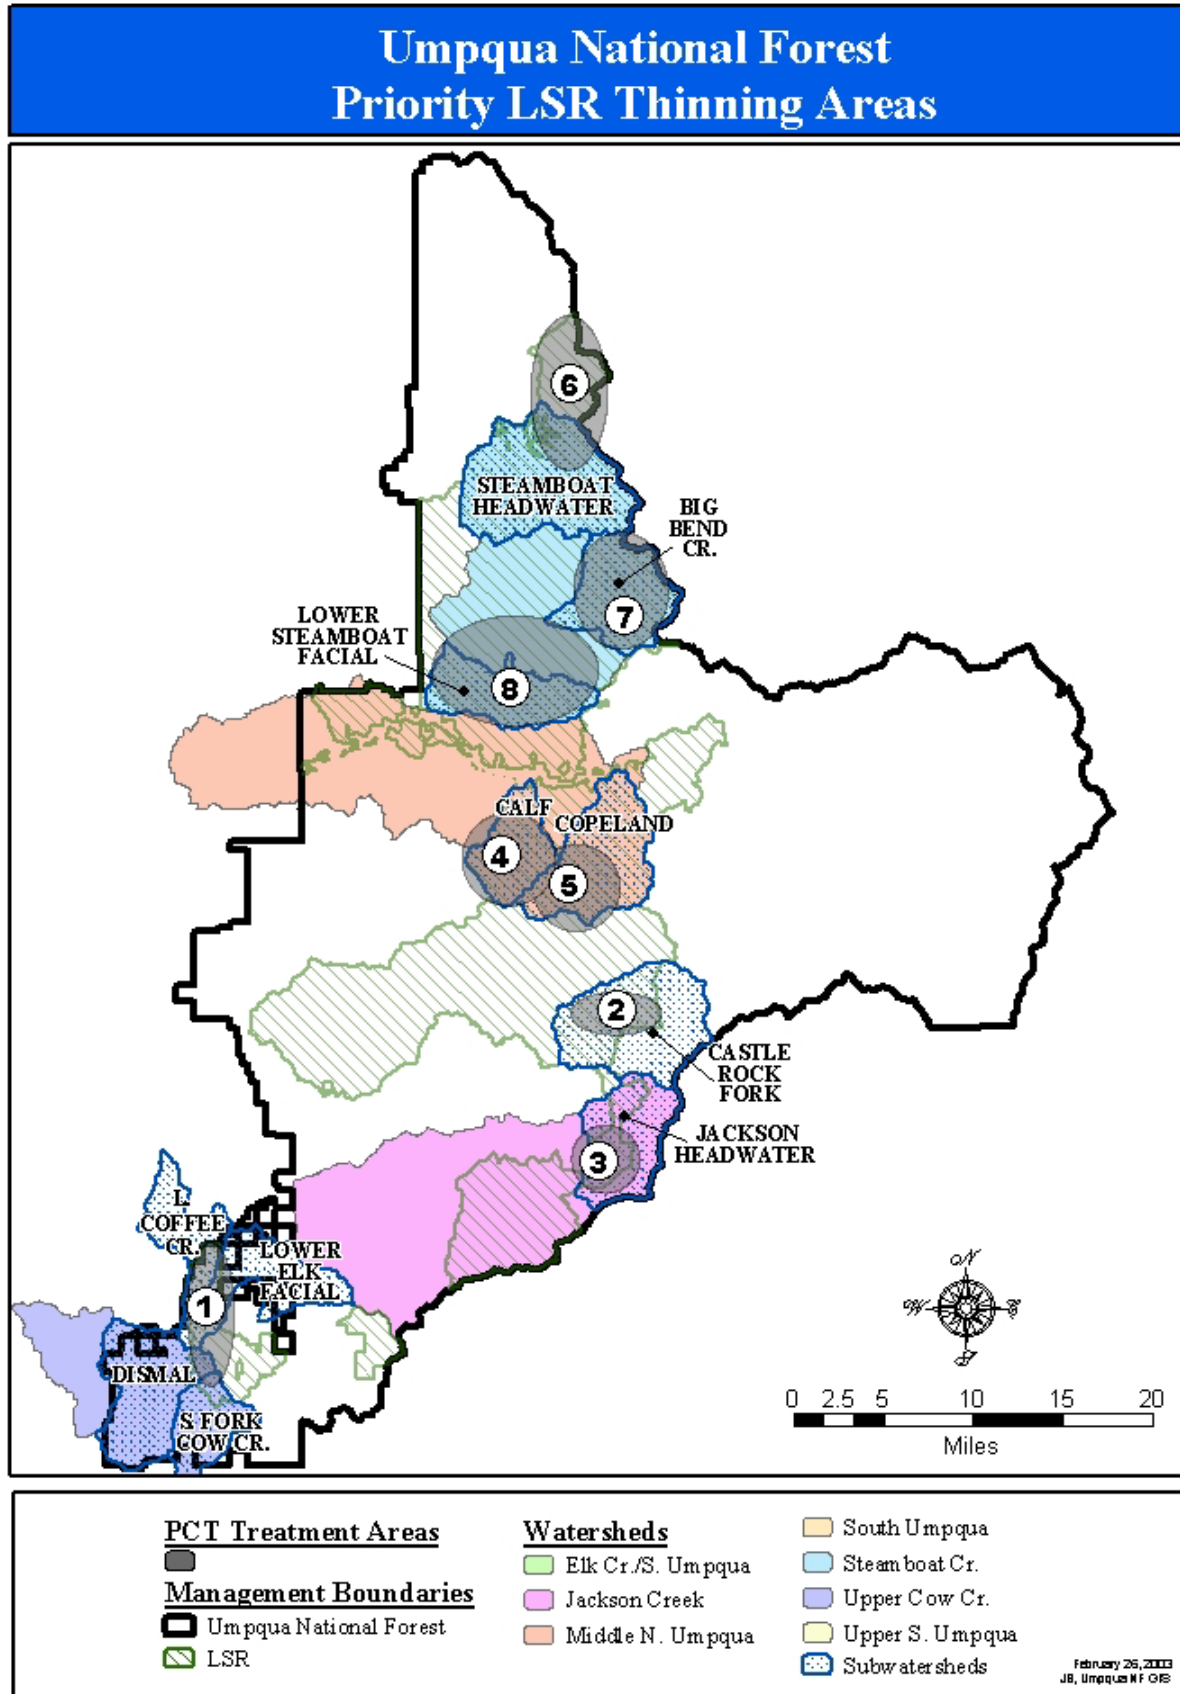 Umpqua National Forest
Priority LSR Thinning Areas
6
STEAMBOAT
HEADWATER
BIG
BEND
CR.
7
LOWER
STEAMBOAT
FACIAL
8
CALF
COPELAND
4
5
2
CASTLE
ROCK
FORK
JACKSON
HEADWATER
3
L.
COFFEE
CR.
LOWER
ELK
FACIAL
1
DISMAL
S. FORK
COW CR.
N
W
E
S
0 2.5 5 10 15 20
Miles
PCT Treatment Areas
Management Boundaries
Umpqua National Forest
LSR
Watersheds
Elk Cr./S. Umpqua
Jackson Creek
Middle N. Umpqua
South Umpqua
Steamboat Cr.
Upper Cow Cr.
Upper S. Umpqua
Subwatersheds
February 26, 2003
JB, Umpqua NF GIS